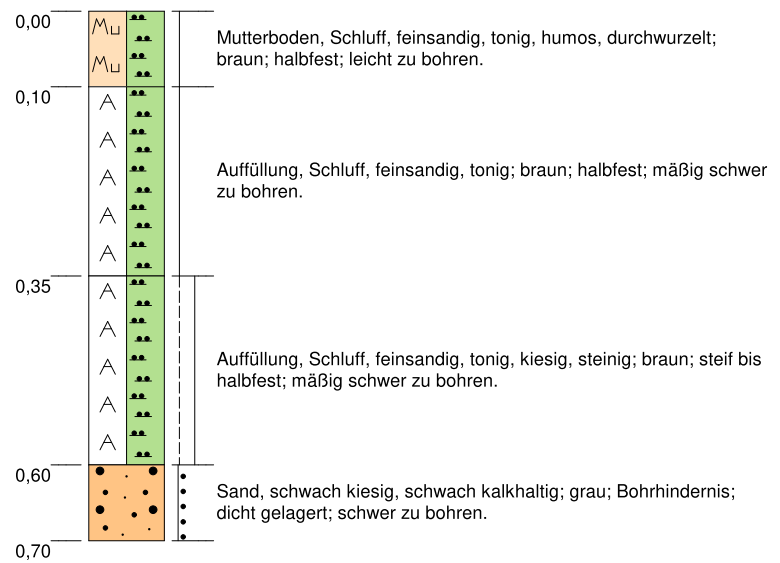 0,00
Mu
Mu
Mutterboden, Schluff, feinsandig, tonig, humos, durchwurzelt;
braun; halbfest; leicht zu bohren.
0,10
A
A
A
A
A
Auffüllung, Schluff, feinsandig, tonig; braun; halbfest; mäßig schwer
zu bohren.
0,35
A
A
A
A
A
Auffüllung, Schluff, feinsandig, tonig, kiesig, steinig; braun; steif bis
halbfest; mäßig schwer zu bohren.
0,60
Sand, schwach kiesig, schwach kalkhaltig; grau; Bohrhindernis;
dicht gelagert; schwer zu bohren.
0,70